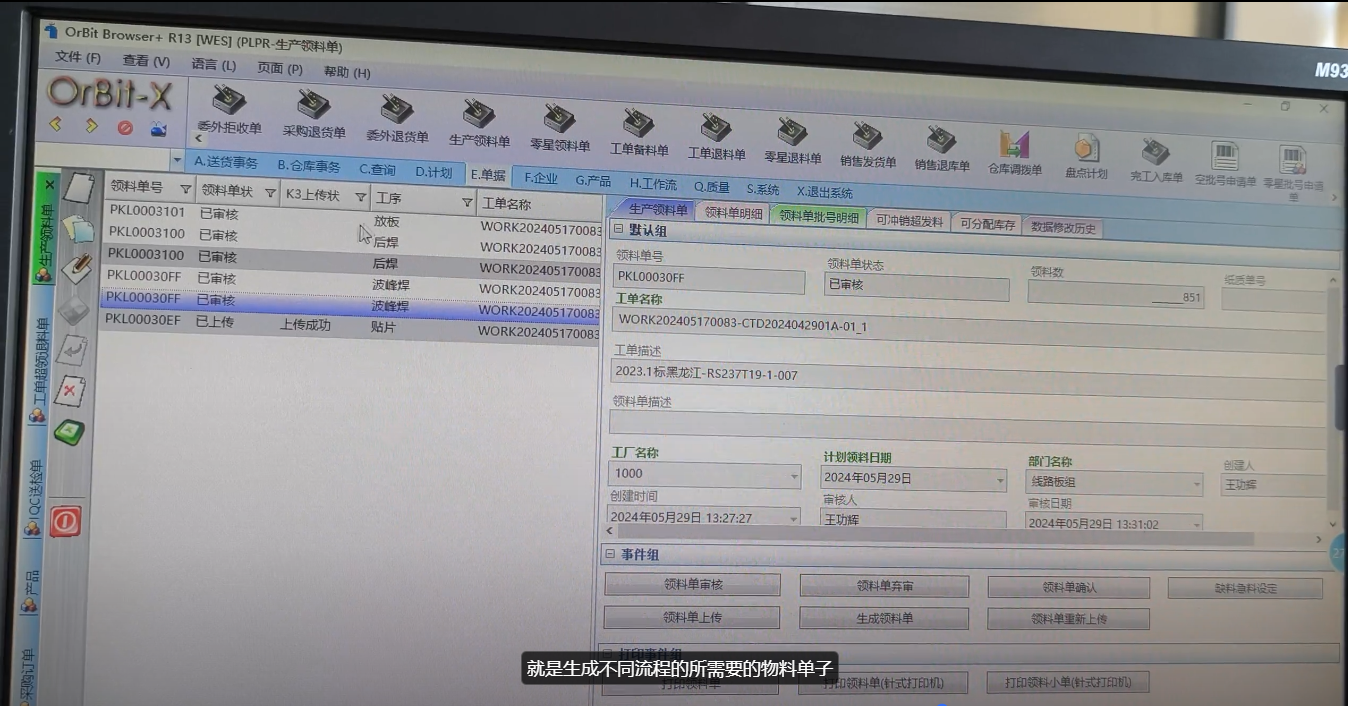 OrBit Browser+ R13 [WES] (PLPR-生产领料单)
文件 (F) 查看 (V) 语言 (L) 页面 (P) 帮助 (H)
M93
OrBit-X
委外拒收单 采购退货单 委外退货单 生产领料单 零星领料单 工单备料单 工单退料单 零星退料单 销售发货单 销售退库单 仓库调拨单 盘点计划 完工入库单 空批号申请单 零星批号申请单
A.送货事务 B.仓库事务 C.查询 D.计划 E.单据 F.企业 G.产品 H.工作流 Q.质量 S.系统 X.退出系统
生产领料单
工单超领退料单
IQC送检单
产品
采购订单
领料单号 领料单状 K3上传状 工序 工单名称
PKL0003101 已审核 放板 WORK202405170083
PKL0003100 已审核 后焊 WORK202405170083
PKL0003100 已审核 后焊 WORK202405170083
PKL00030FF 已审核 波峰焊 WORK202405170083
PKL00030FF 已审核 波峰焊 WORK202405170083
PKL00030EF 已上传 上传成功 贴片 WORK202405170083
生产领料单 领料单明细 领料单批号明细 可冲销超发料 可分配库存 数据修改历史
默认组
领料单号 领料单状态 领料数 纸质单号
PKL00030FF 已审核 851
工单名称
WORK202405170083-CTD2024042901A-01_1
工单描述
2023.1标黑龙江-RS237T19-1-007
领料单描述
工厂名称 计划领料日期 部门名称 创建人
1000 2024年05月29日 线路板组 王功辉
创建时间 审核人 审核日期
2024年05月29日 13:27:27 王功辉 2024年05月29日 13:31:02
27
事件组
领料单审核 领料单弃审 领料单确认 缺料急料设定
领料单上传 生成领料单 领料单重新上传
打印事件组
就是生成不同流程的所需要的物料单子
打印领料单 打印领料单(针式打印机) 打印领料小单(针式打印机)